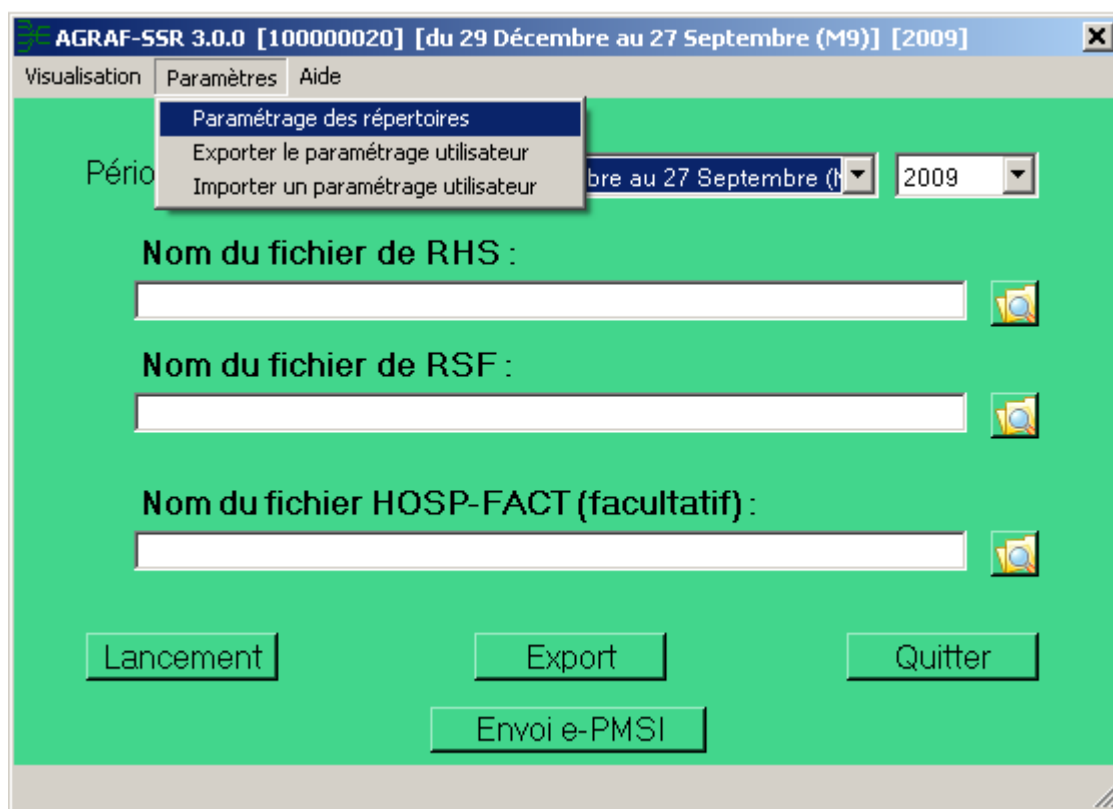 AGRAF-SSR 3.0.0 [100000020] [du 29 Décembre au 27 Septembre (M9)] [2009]
Visualisation Paramètres Aide
Paramétrage des répertoires
Exporter le paramétrage utilisateur
Importer un paramétrage utilisateur
Pério bre au 27 Septembre (M 2009
Nom du fichier de RHS :
Nom du fichier de RSF :
Nom du fichier HOSP-FACT (facultatif) :
Lancement Export Quitter
Envoi e-PMSI